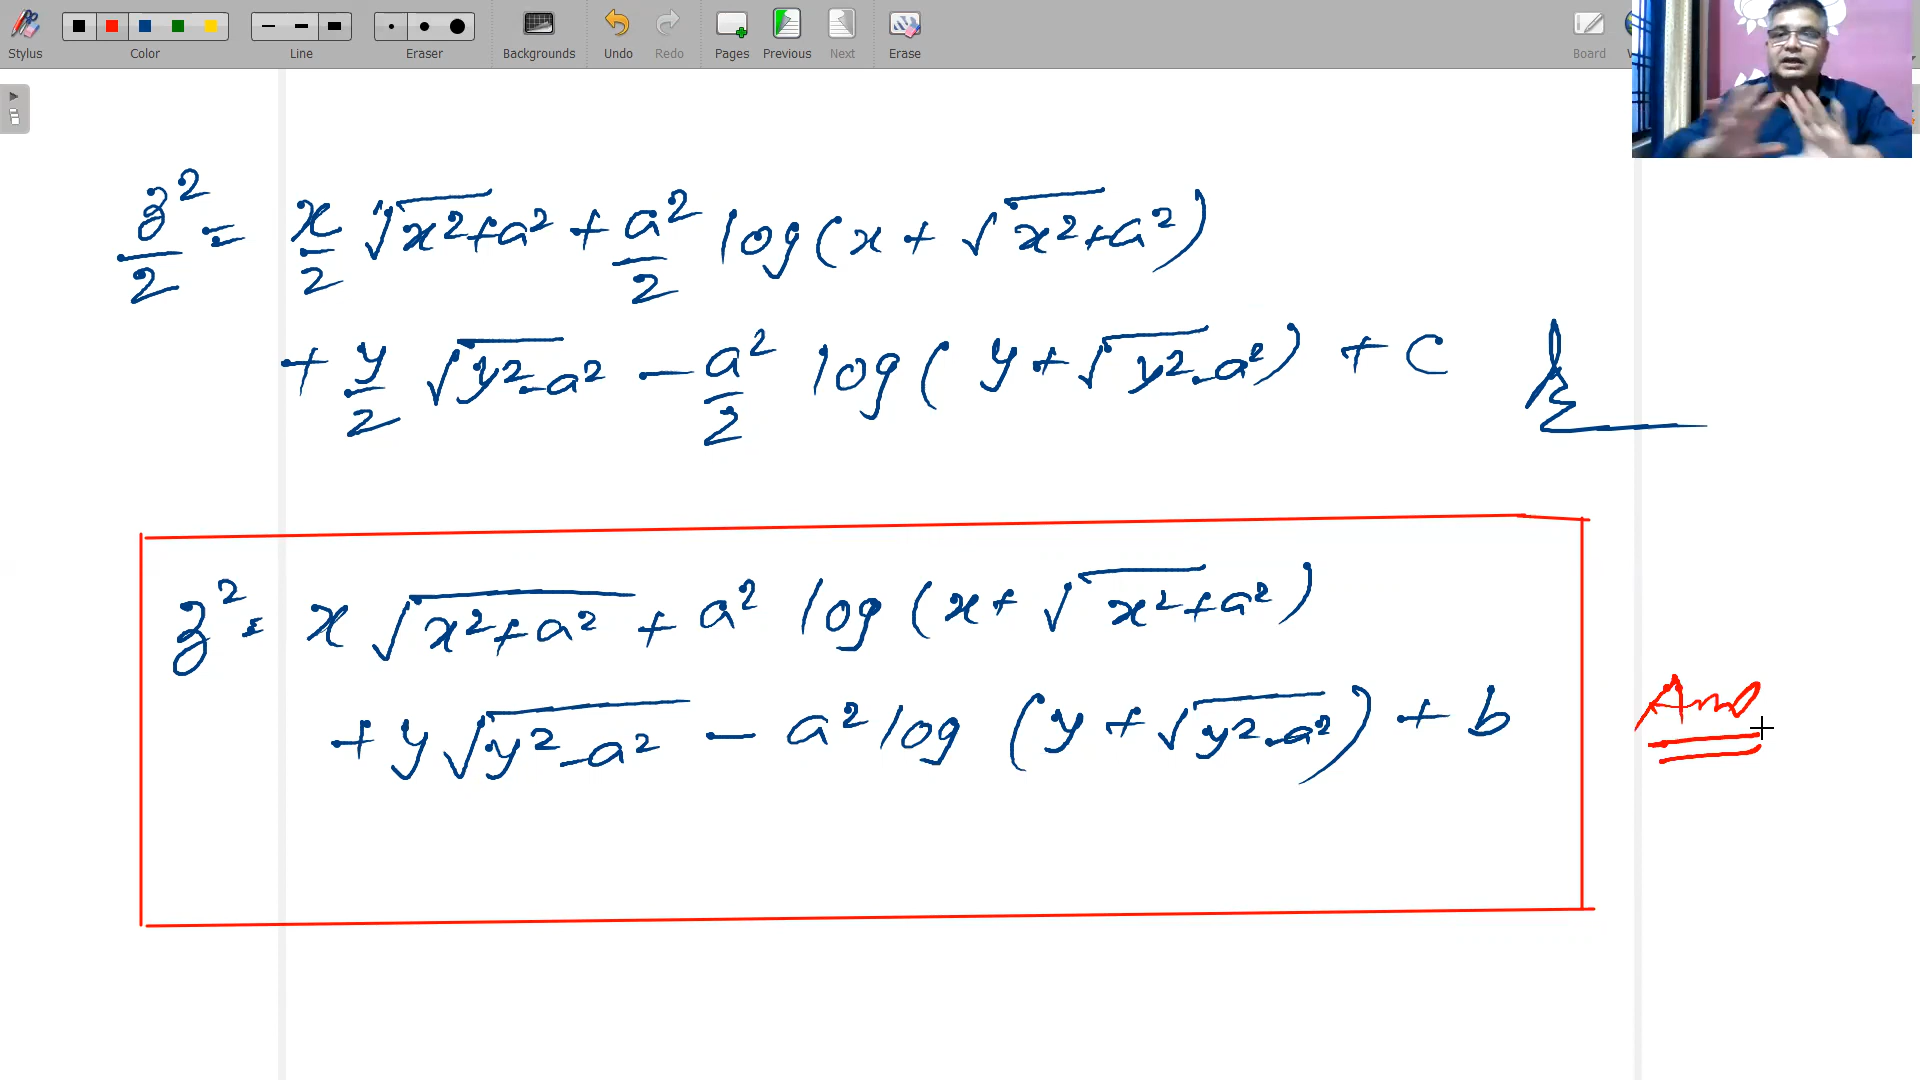 Stylus Color Line Eraser Backgrounds Undo Redo Pages Previous Next Erase Board
z²/2 = x/2 √x²+a² + a²/2 log(x + √x²+a²)
+ y/2 √y²-a² - a²/2 log(y + √y²-a²) + C
z² = x √x²+a² + a² log(x + √x²+a²)
+ y √y²-a² - a² log(y + √y²-a²) + b
Ans